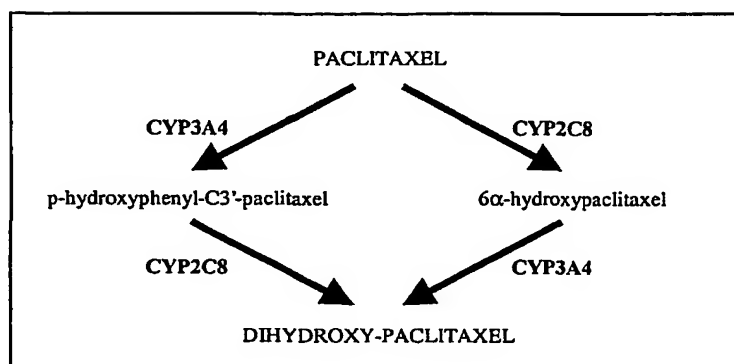 PACLITAXEL
CYP3A4 CYP2C8
p-hydroxyphenyl-C3'-paclitaxel 6α-hydroxypaclitaxel
CYP2C8 CYP3A4
DIHYDROXY-PACLITAXEL